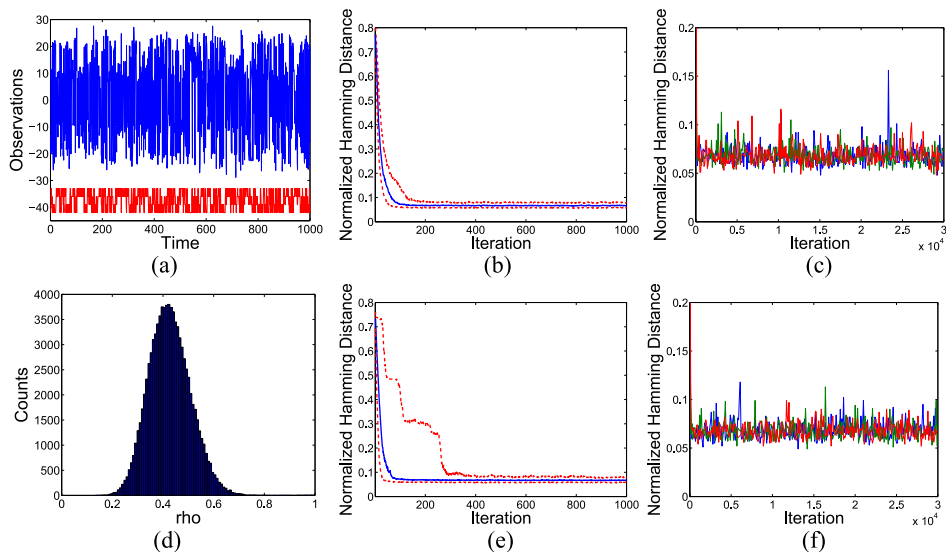 Observations
30
20
10
0
−10
−20
−30
−40
0 200 400 600 800 1000
Time
(a)
Normalized Hamming Distance
0.8
0.7
0.6
0.5
0.4
0.3
0.2
0.1
0
200 400 600 800 1000
Iteration
(b)
Normalized Hamming Distance
0.2
0.15
0.1
0.05
0
0 0.5 1 1.5 2 2.5 3
x 10⁴
Iteration
(c)
Counts
4000
3500
3000
2500
2000
1500
1000
500
0
0 0.2 0.4 0.6 0.8 1
rho
(d)
Normalized Hamming Distance
0.8
0.7
0.6
0.5
0.4
0.3
0.2
0.1
0
200 400 600 800 1000
Iteration
(e)
Normalized Hamming Distance
0.2
0.15
0.1
0.05
0
0 0.5 1 1.5 2 2.5 3
x 10⁴
Iteration
(f)